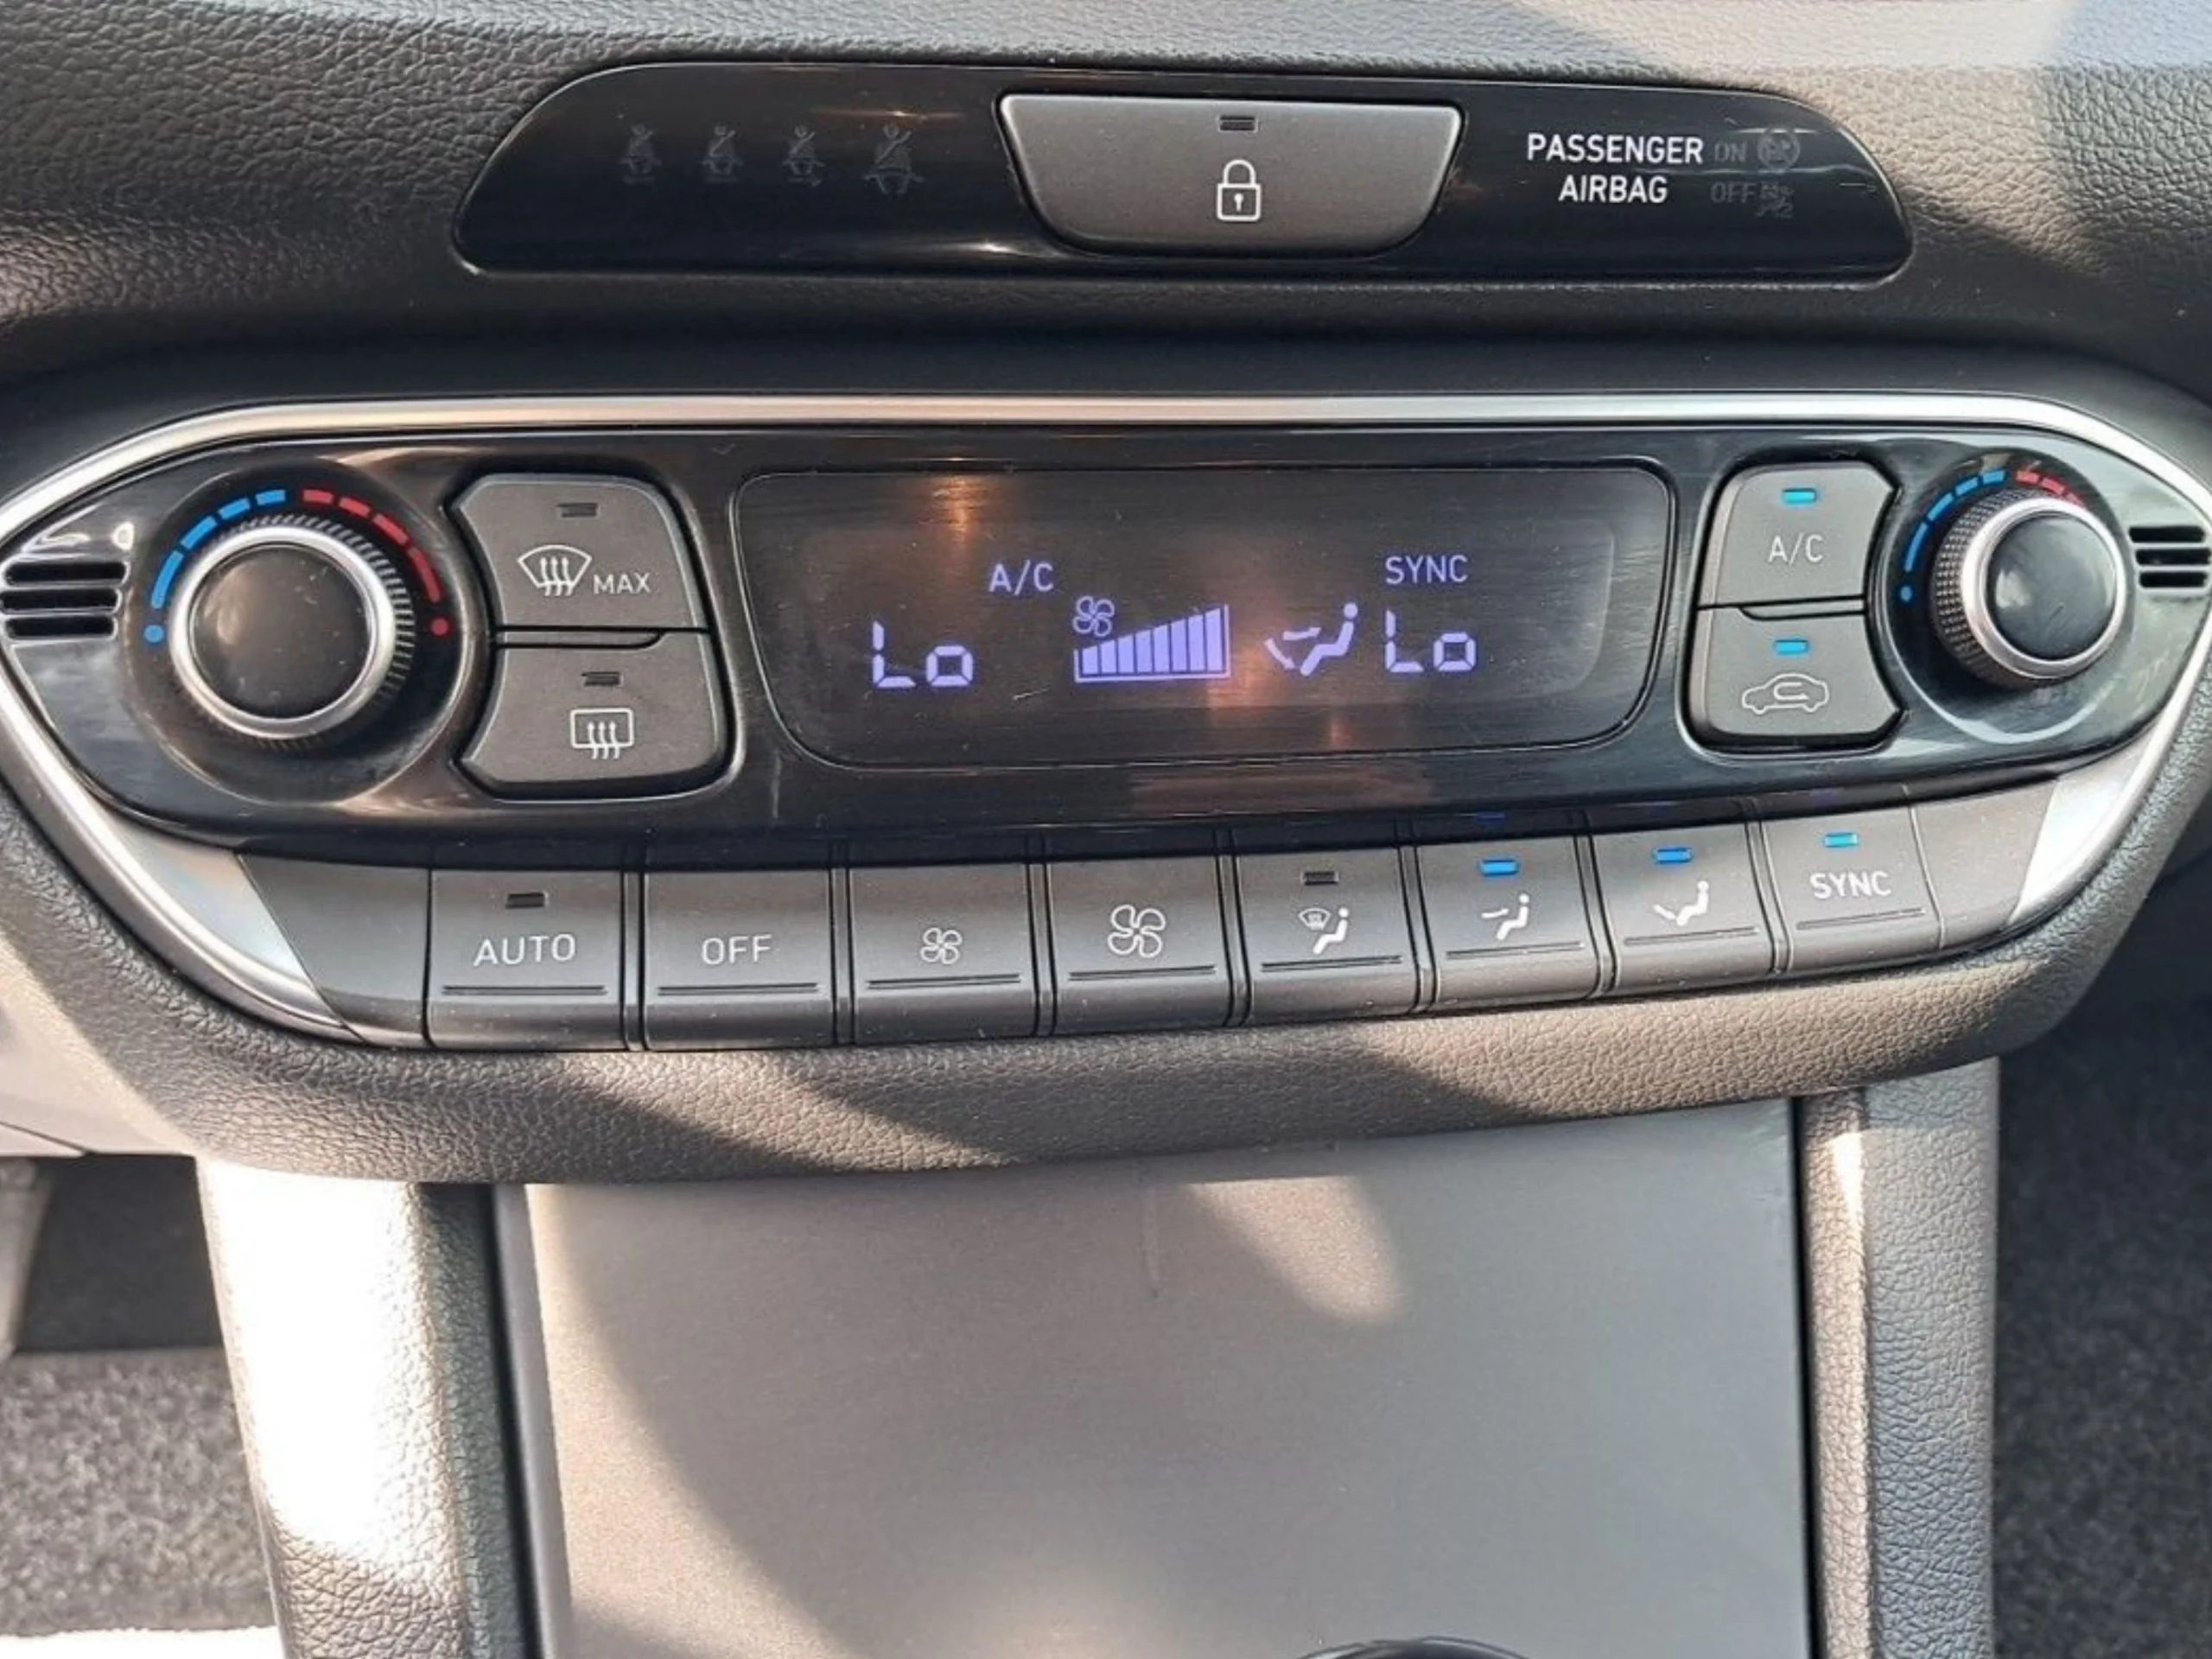 PASSENGER ON
AIRBAG OFF
MAX
A/C
SYNC
Lo
Lo
A/C
AUTO
OFF
SYNC